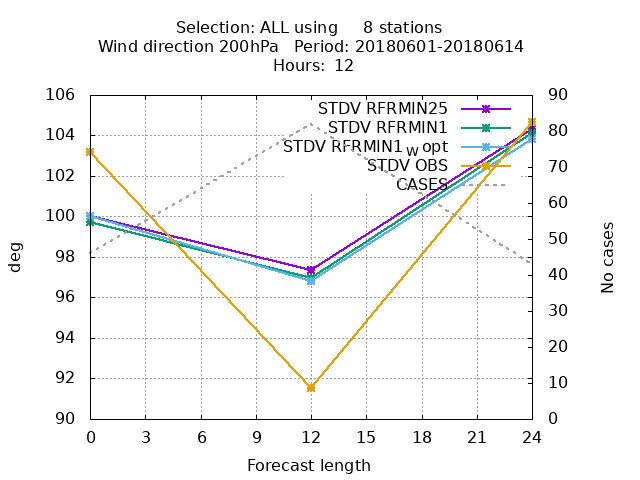 Selection: ALL using     8 stations
Wind direction 200hPa   Period: 20180601-20180614
Hours: 12
106
104
102
100
98
96
94
92
90
90
80
70
60
50
40
30
20
10
0
STDV RFRMIN25
STDV RFRMIN1
STDV RFRMIN1_W opt
STDV OBS
CASES
deg
No cases
0 3 6 9 12 15 18 21 24
Forecast length